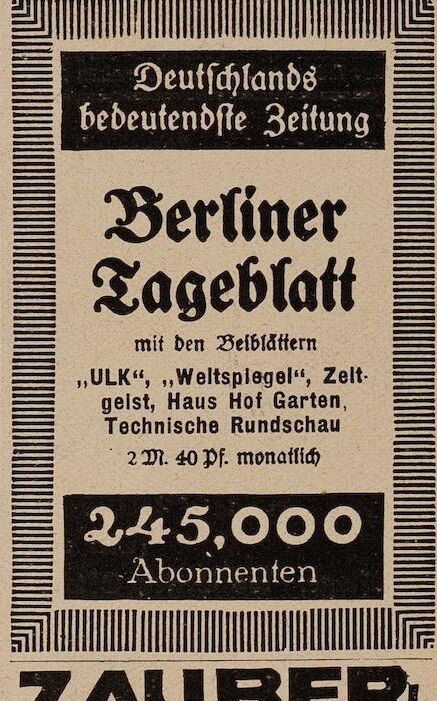 Deutschlands
bedeutendste Zeitung
Berliner
Tageblatt
mit den Beiblättern
„ULK“, „Weltspiegel“, Zeit-
geist, Haus Hof Garten,
Technische Rundschau
2 M. 40 Pf. monatlich
245,000
Abonnenten
ZAUBER